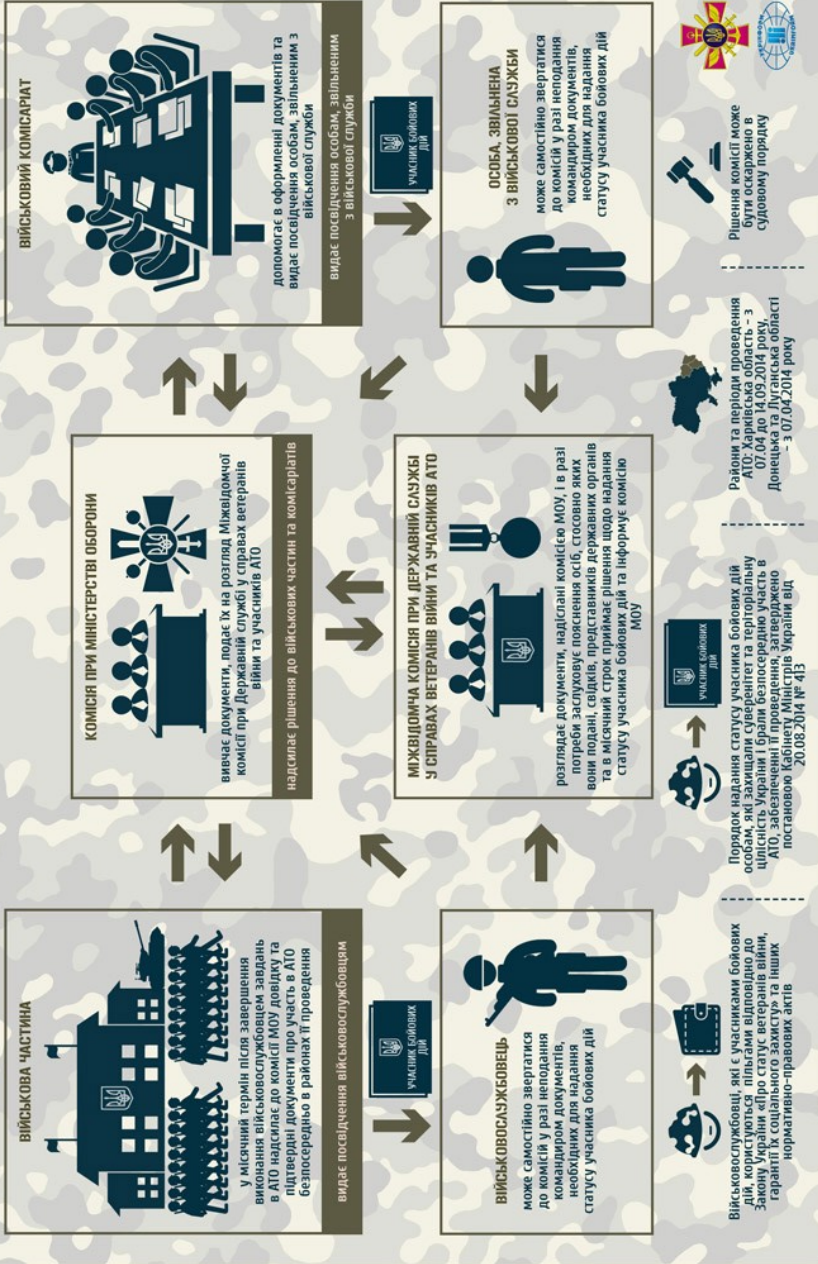 ВІЙСЬКОВА ЧАСТИНА
у місячний термін після завершення
виконання військовослужбовцем завдань
в АТО надсилає до комісії МОУ довідку та
підтвердні документи про участь в АТО
безпосередньо в районах її проведення
видає посвідчення військовослужбовцям
КОМІСІЯ ПРИ МІНІСТЕРСТВІ ОБОРОНИ
вивчає документи, подає їх на розгляд Міжвідомчої
комісії при Державній службі у справах ветеранів
війни та учасників АТО
надсилає рішення до військових частин та комісаріатів
ВІЙСЬКОВИЙ КОМІСАРІАТ
допомагає в оформленні документів та
видає посвідчення особам, звільненим з
військової служби
видає посвідчення особам, звільненим
з військової служби
УЧАСНИК БОЙОВИХ
ДІЙ
УЧАСНИК БОЙОВИХ
ДІЙ
ВІЙСЬКОВОСЛУЖБОВЕЦЬ
може самостійно звертатися
до комісій у разі неподання
командиром документів,
необхідних для надання
статусу учасника бойових дій
МІЖВІДОМЧА КОМІСІЯ ПРИ ДЕРЖАВНІЙ СЛУЖБІ
У СПРАВАХ ВЕТЕРАНІВ ВІЙНИ ТА УЧАСНИКІВ АТО
розглядає документи, надіслані комісією МОУ, і в разі
потреби заслуховує пояснення осіб, стосовно яких
вони подані, свідків, представників державних органів
та в місячний строк приймає рішення щодо надання
статусу учасника бойових дій та інформує комісію
МОУ
ОСОБА, ЗВІЛЬНЕНА
З ВІЙСЬКОВОЇ СЛУЖБИ
може самостійно звертатися
до комісій у разі неподання
командиром документів,
необхідних для надання
статусу учасника бойових дій
Військовослужбовці, які є учасниками бойових
дій, користуються пільгами відповідно до
Закону України «Про статус ветеранів війни,
гарантії їх соціального захисту» та інших
нормативно-правових актів
УЧАСНИК БОЙОВИХ
ДІЙ
Порядок надання статусу учасника бойових дій
особам, які захищали суверенітет та теріторіальну
цілісність України і брали безпосередню участь в
АТО, забезпеченні її проведення, затверджено
постановою Кабінету Міністрів України від
20.08.2014 № 413
Райони та періоди проведення
АТО: Харківська область – з
07.04 до 14.09.2014 року,
Донецька та Луганська області
– з 07.04.2014 року
Рішення комісії може
бути оскаржено в
судовому порядку